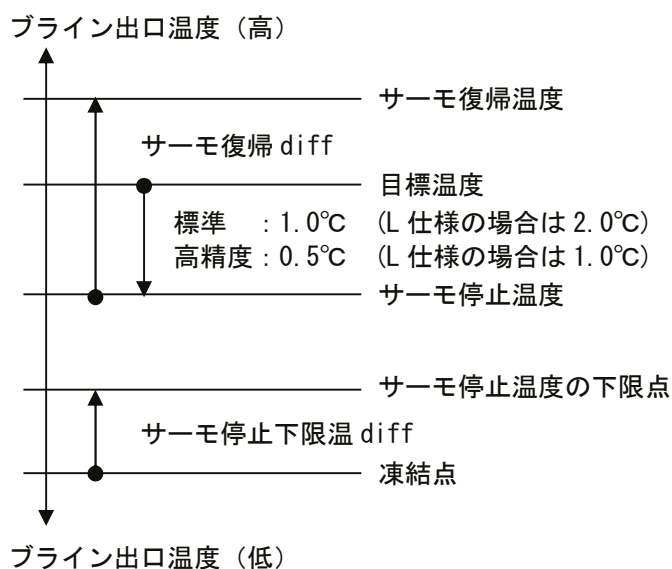 ブライン出口温度（高）
サーモ復帰温度
サーモ復帰 diff
目標温度
標準　：1.0℃　（L 仕様の場合は 2.0℃）
高精度：0.5℃　（L 仕様の場合は 1.0℃）
サーモ停止温度
サーモ停止温度の下限点
サーモ停止下限温 diff
凍結点
ブライン出口温度（低）